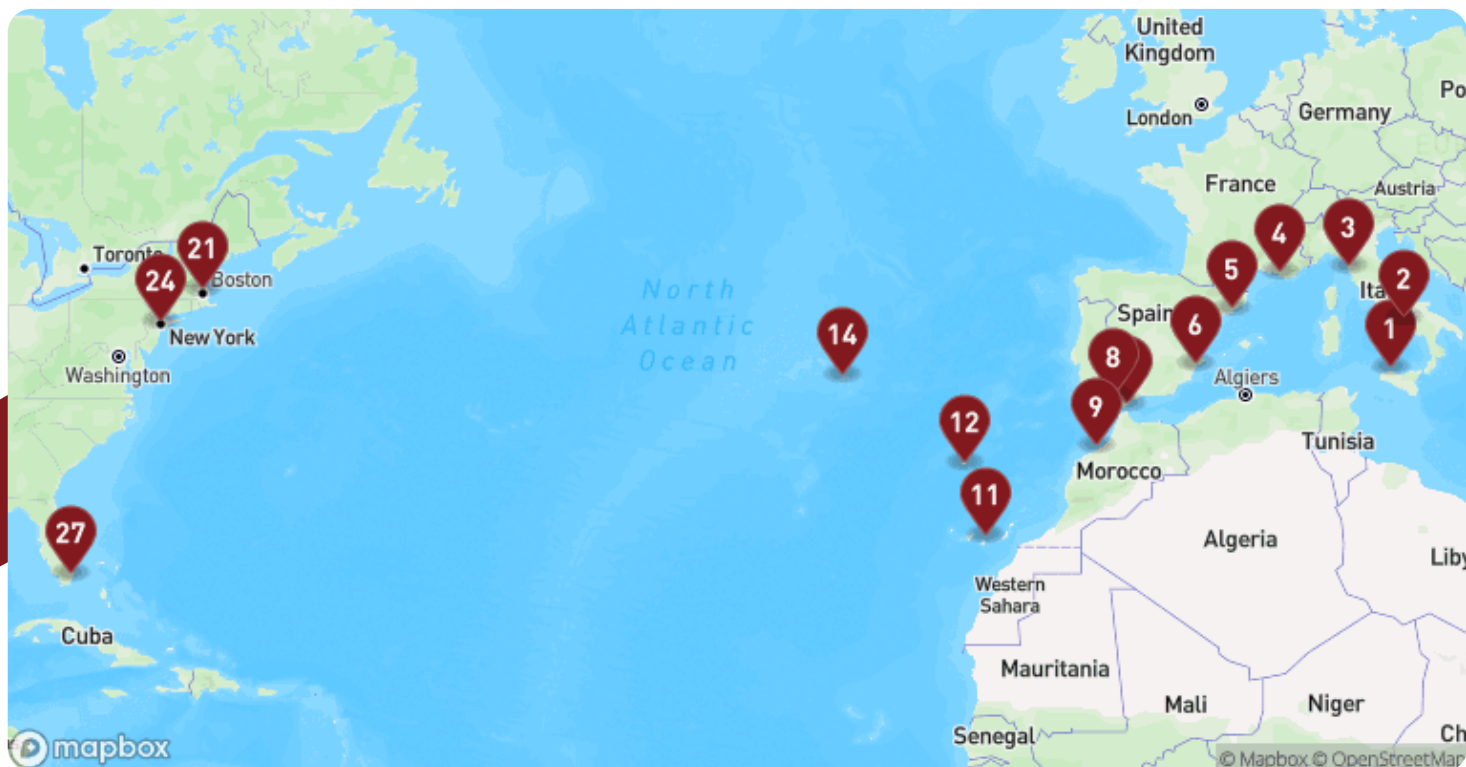 United
Kingdom
London
Germany
Po
France
Austria
Toronto
21
Boston
24
New York
Washington
North
Atlantic
Ocean
4
3
5
2
Ita
Spain
6
1
14
8
Algiers
9
12
Tunisia
Morocco
11
27
Algeria
Liby
Western
Sahara
Cuba
Mauritania
Mali
Niger
Senegal
Ch
mapbox
© Mapbox © OpenStreetMap